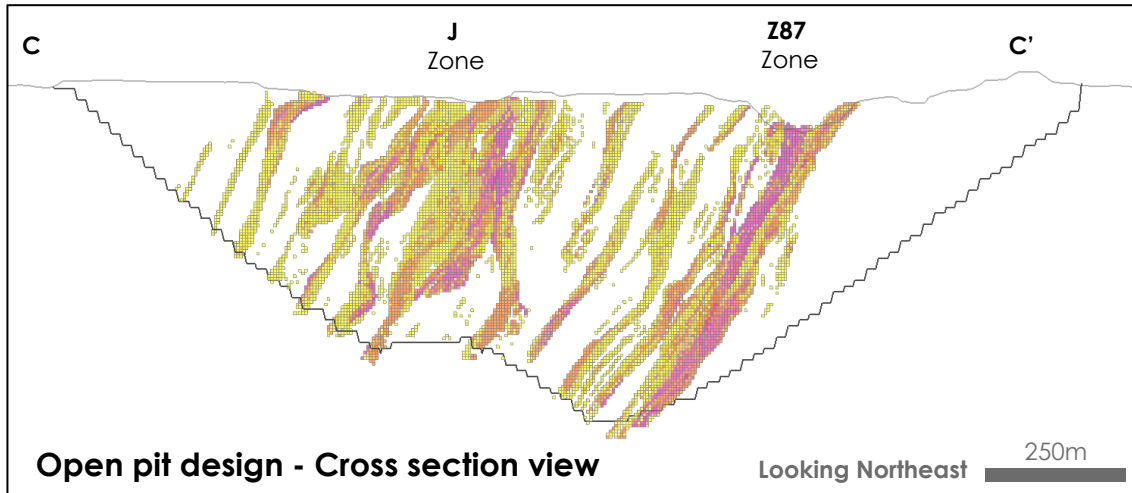 C
J
Zone
Z87
Zone
C'
Open pit design - Cross section view
Looking Northeast
250m